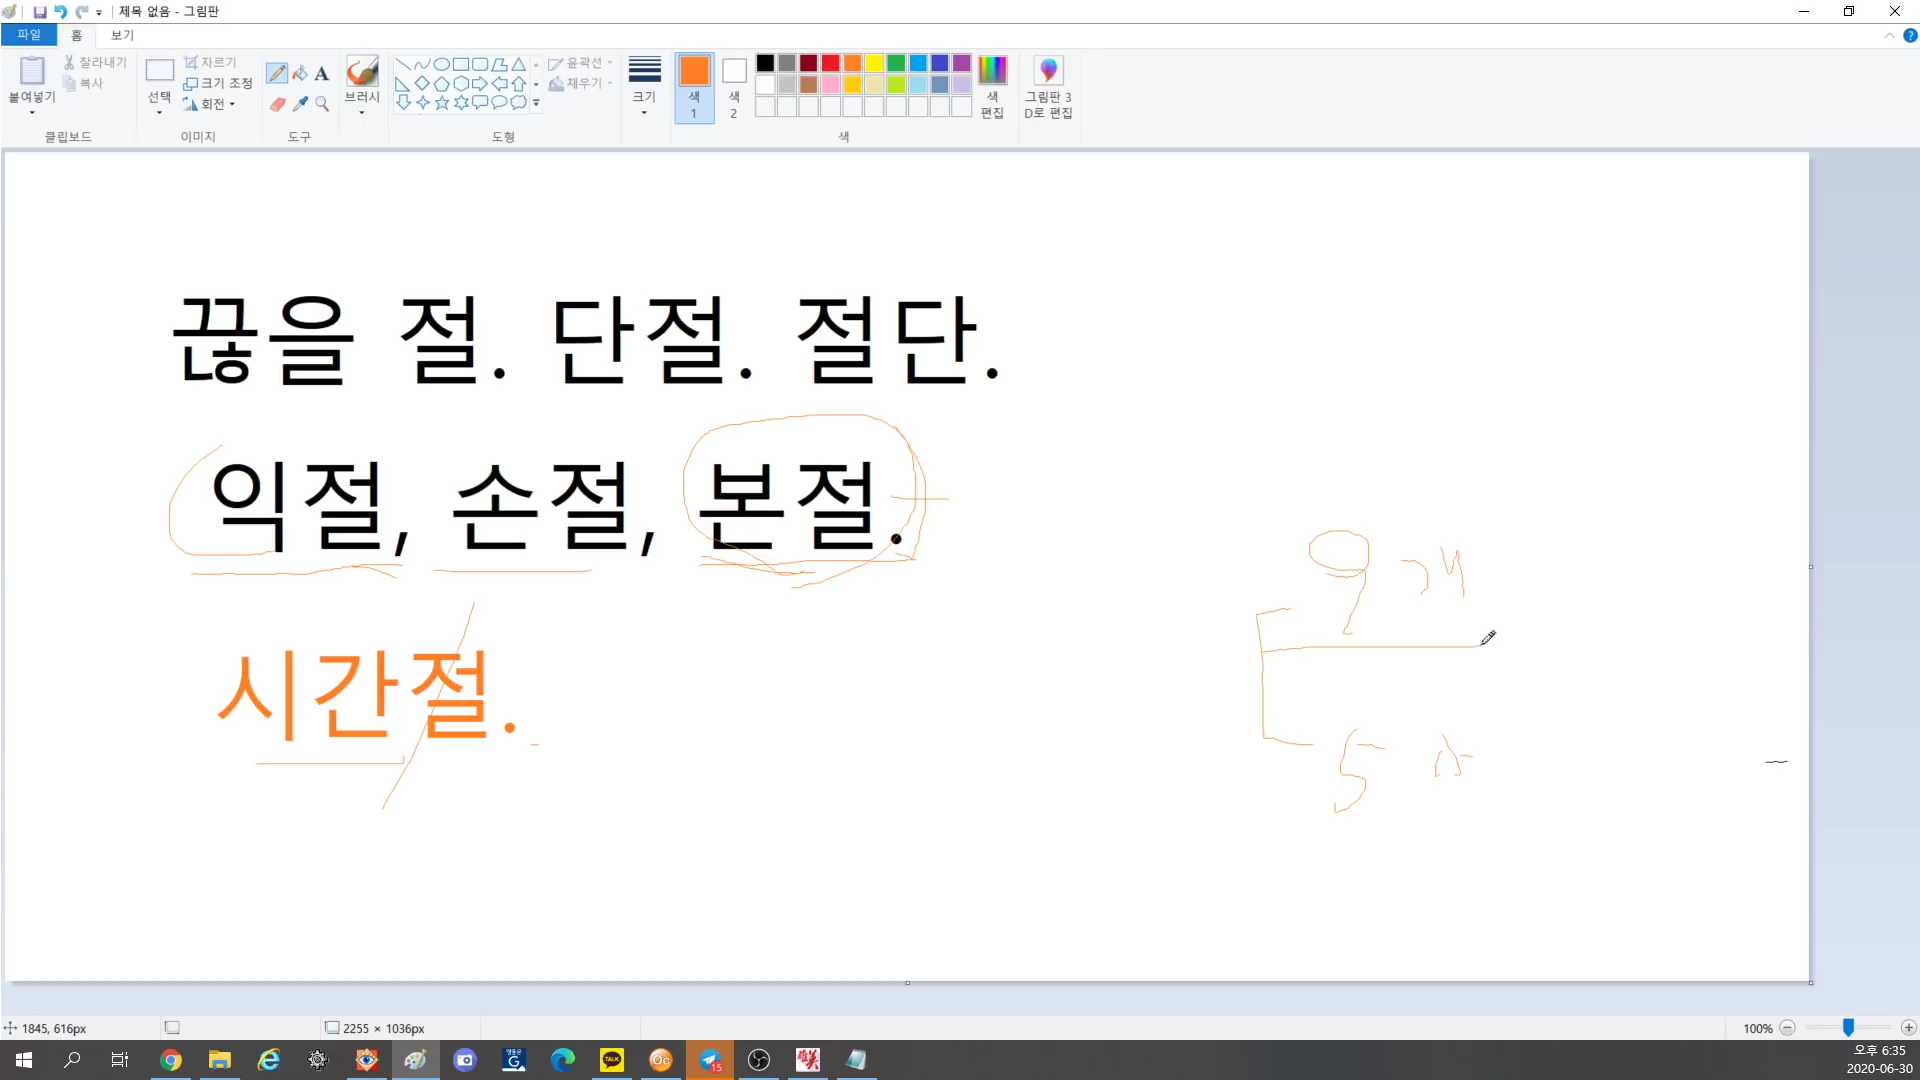 제목 없음 - 그림판
파일 홈 보기
붙여넣기
잘라내기
복사
클립보드
선택
자르기
크기 조정
회전
이미지
도구
브러시
도형
윤곽선
채우기
크기
색
1
색
2
색
색
편집
그림판 3
D로 편집
끊을 절. 단절. 절단.
익절, 손절, 본절.
시간절.
9
5
1845, 616px
2255 × 1036px
100%
오후 6:35
2020-06-30